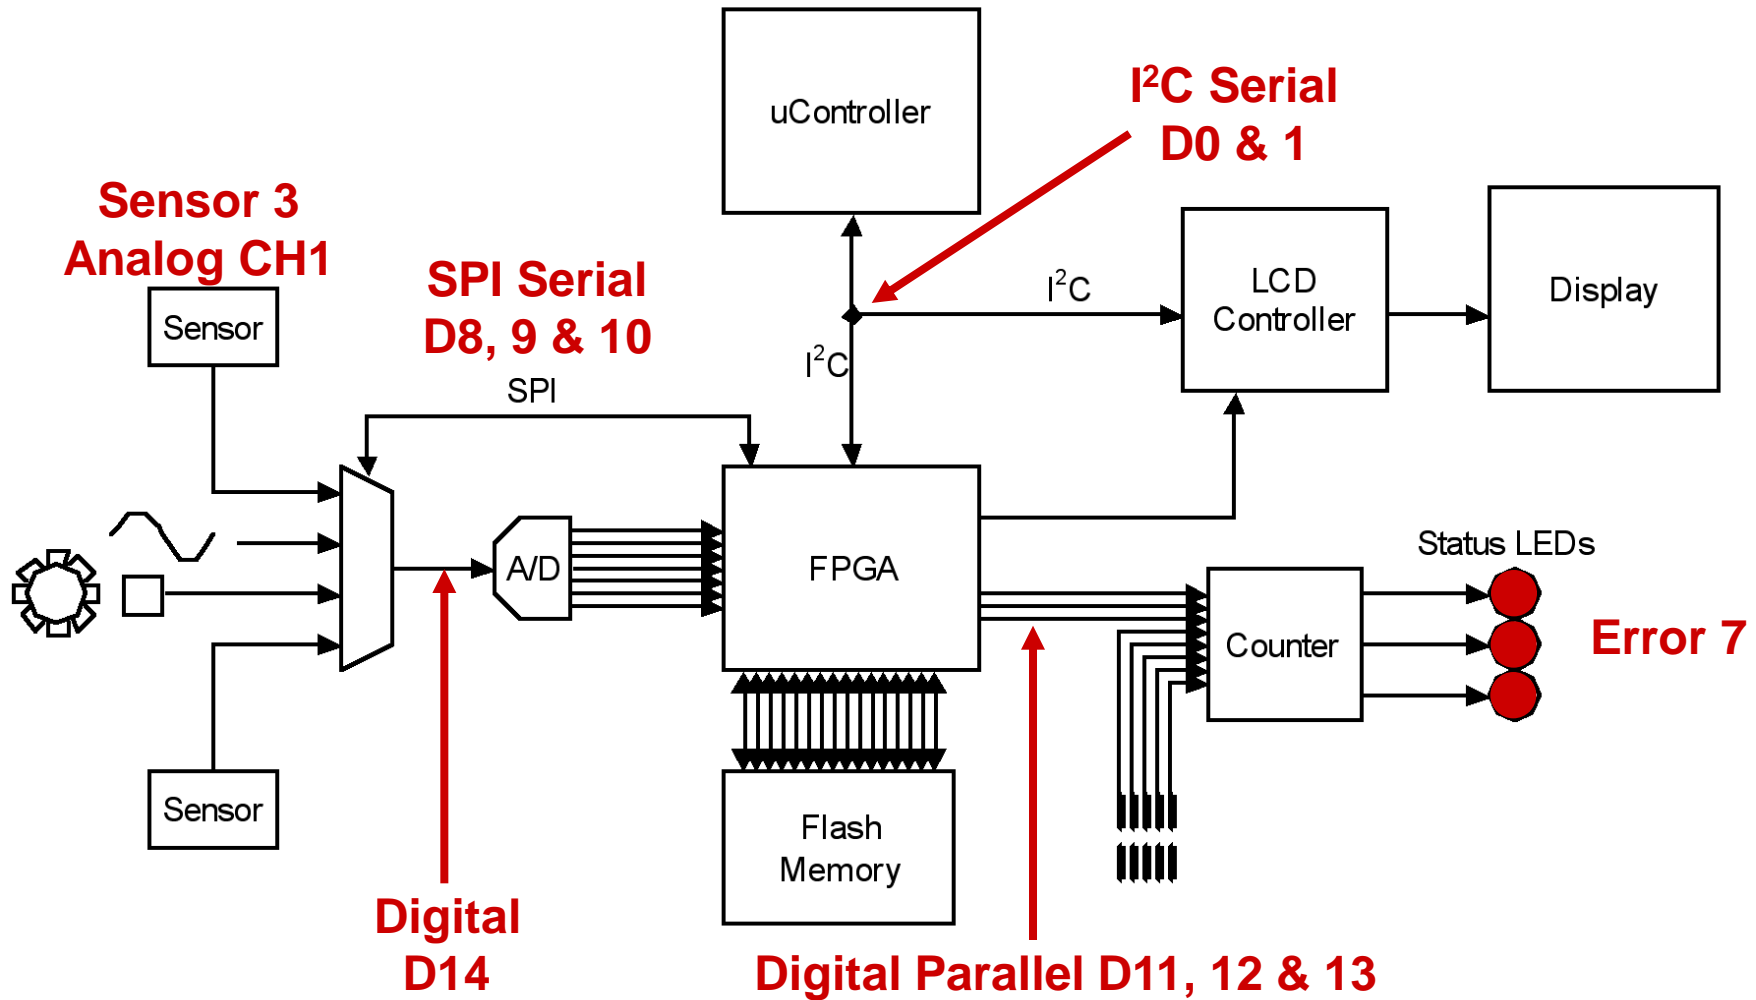 uController
I²C Serial
D0 & 1
Sensor 3
Analog CH1
SPI Serial
D8, 9 & 10
Sensor
SPI
I²C
I²C
LCD
Controller
Display
A/D
FPGA
Status LEDs
Counter
Error 7
Sensor
Flash
Memory
Digital
D14
Digital Parallel D11, 12 & 13